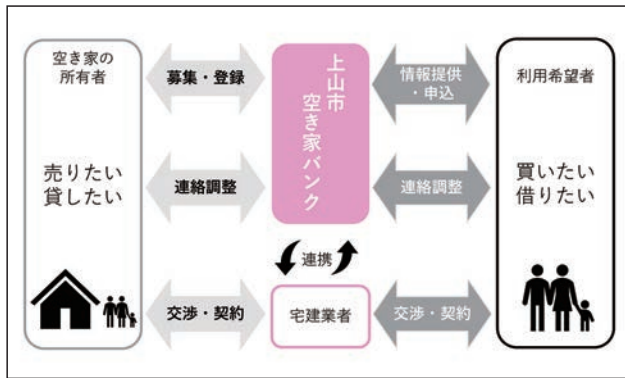 空き家の
所有者
売りたい
貸したい
募集・登録
連絡調整
交渉・契約
上山市
空き家バンク
連携
宅建業者
情報提供
・申込
連絡調整
交渉・契約
利用希望者
買いたい
借りたい